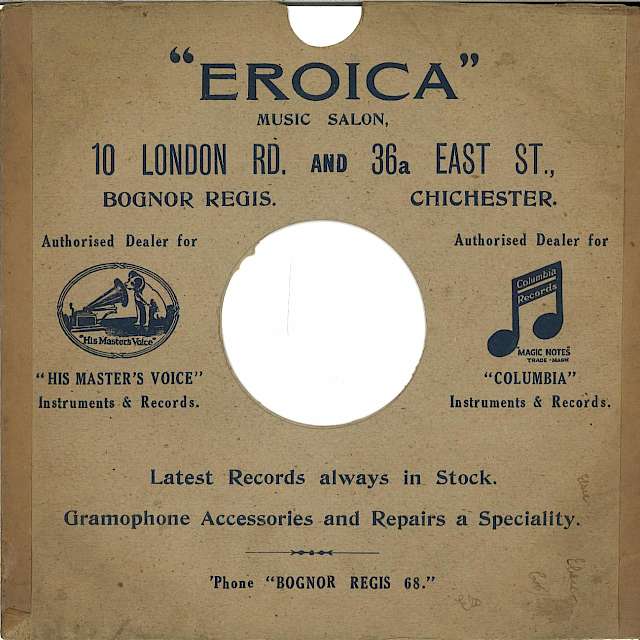 "EROICA"
MUSIC SALON,
10 LONDON RD. AND 36a EAST ST.,
BOGNOR REGIS. CHICHESTER.
Authorised Dealer for
"His Master's Voice"
"HIS MASTER'S VOICE"
Instruments & Records.
Authorised Dealer for
Columbia
Records
"MAGIC NOTES"
TRADE-MARK
"COLUMBIA"
Instruments & Records.
Latest Records always in Stock.
Gramophone Accessories and Repairs a Speciality.
'Phone "BOGNOR REGIS 68."